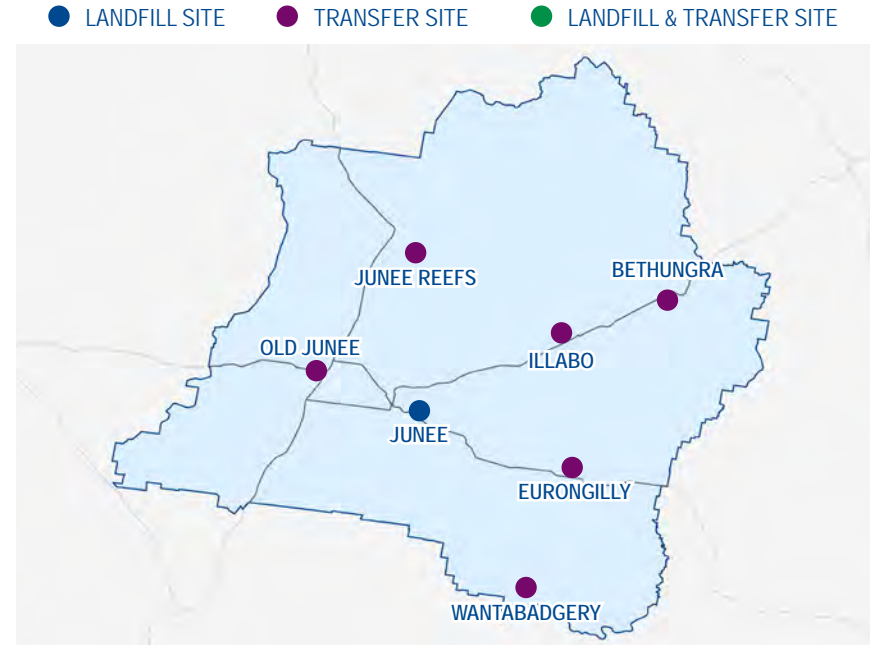 LANDFILL SITE
TRANSFER SITE
LANDFILL & TRANSFER SITE
JUNEE REEFS
BETHUNGRA
OLD JUNEE
ILLABO
JUNEE
EURONGILLY
WANTABADGERY